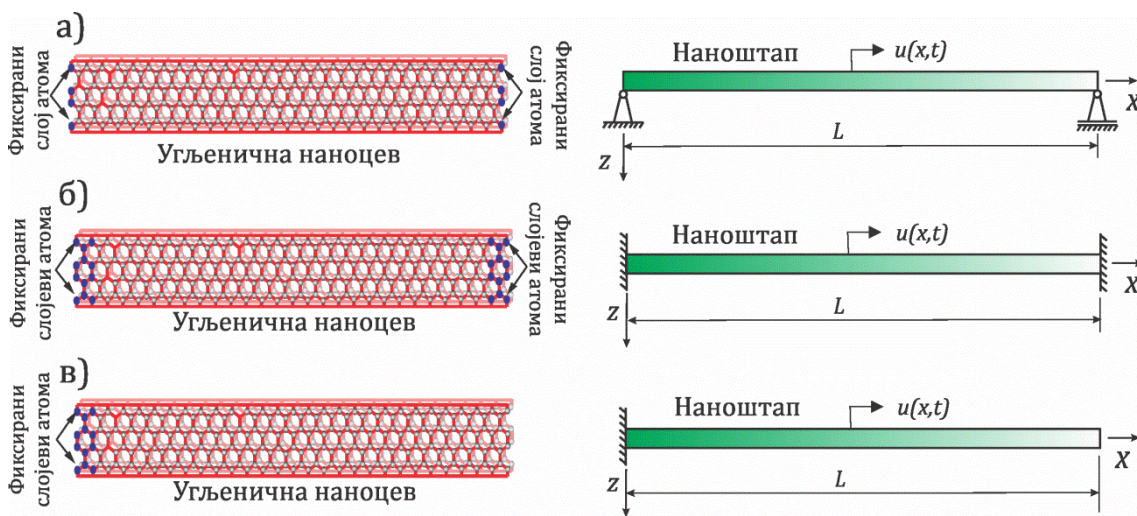 а)
Фиксирани
слој атома
Фиксирани
слој атома
Угљенична наноцев
Наноштап
u(x,t)
L
X
z
б)
Фиксирани
слојеви атома
Фиксирани
слојеви атома
Угљенична наноцев
Наноштап
u(x,t)
L
X
z
в)
Фиксирани
слојеви атома
Угљенична наноцев
Наноштап
u(x,t)
L
X
z